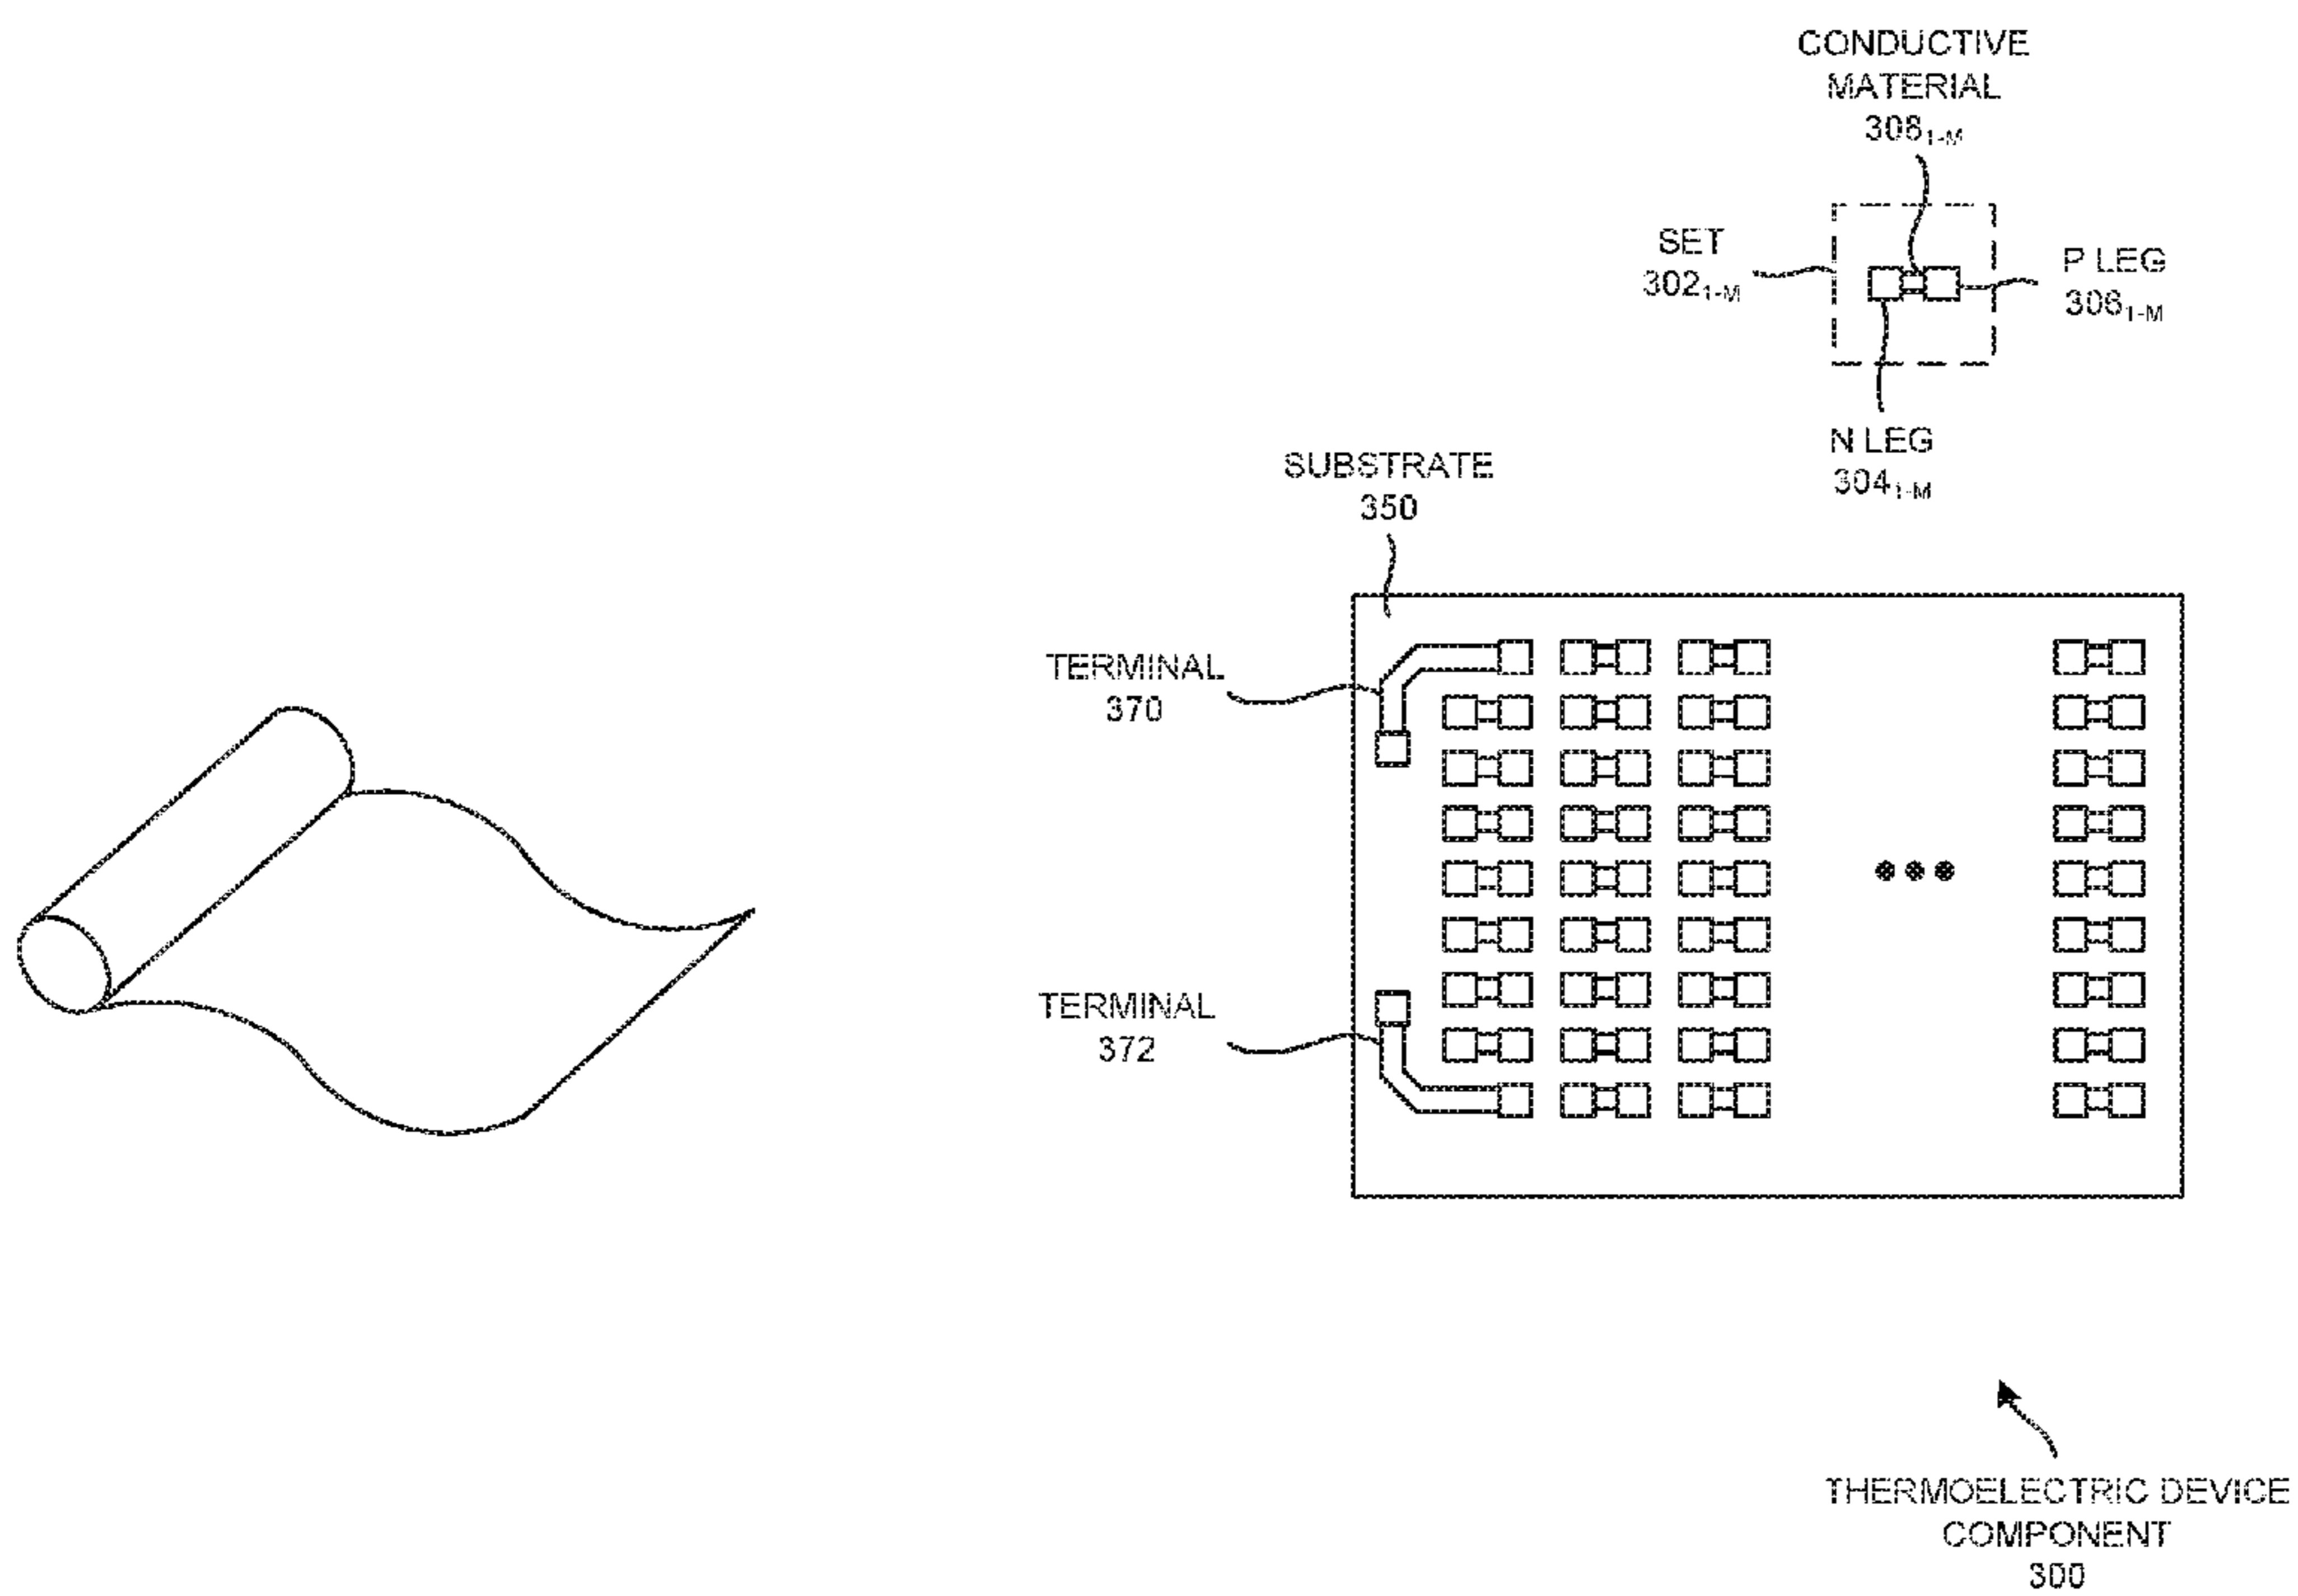 CONDUCTIVE
MATERIAL
308₁₋M
SET
302₁₋M
P LEG
306₁₋M
N LEG
304₁₋M
SUBSTRATE
350
TERMINAL
370
TERMINAL
372
THERMOELECTRIC DEVICE
COMPONENT
300